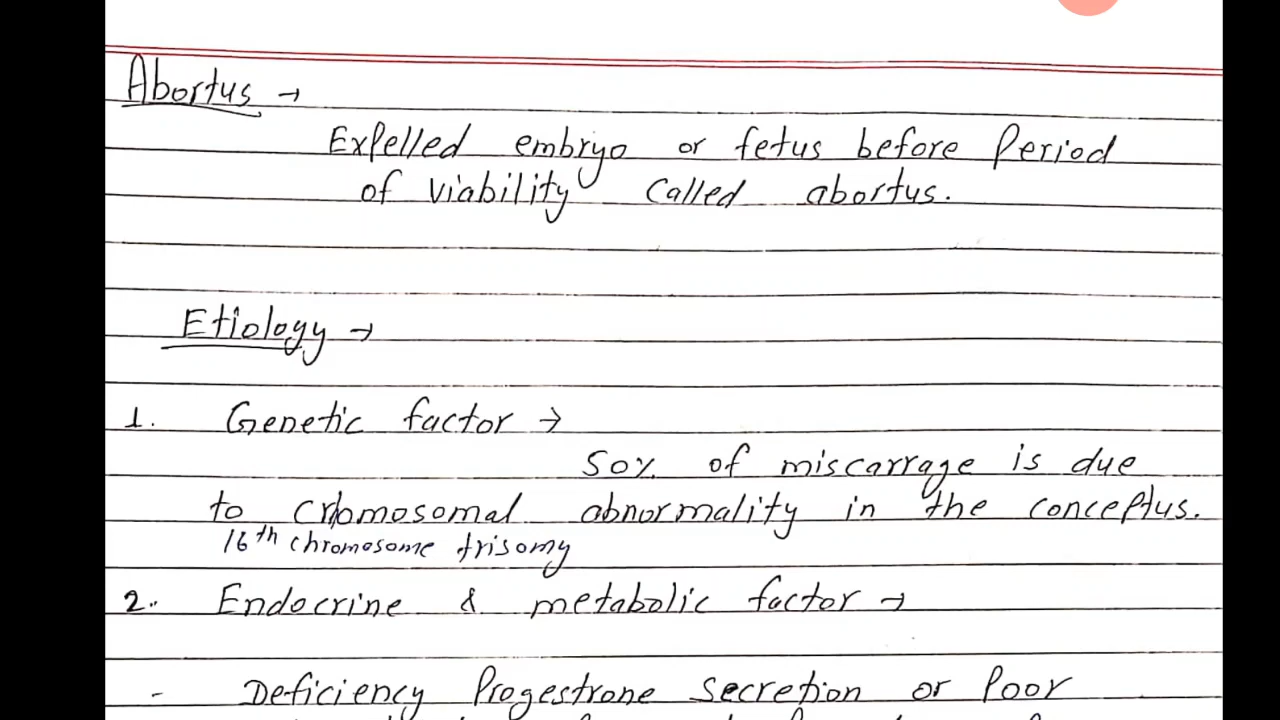 Abortus →
Expelled embryo or fetus before Period
of viability called abortus.
Etiology →
1. Genetic factor →
50% of miscarrage is due
to crhomosomal abnormality in the conceptus.
16th chromosome trisomy
2. Endocrine & metabolic factor →
- Deficiency Progestrone secretion or Poor